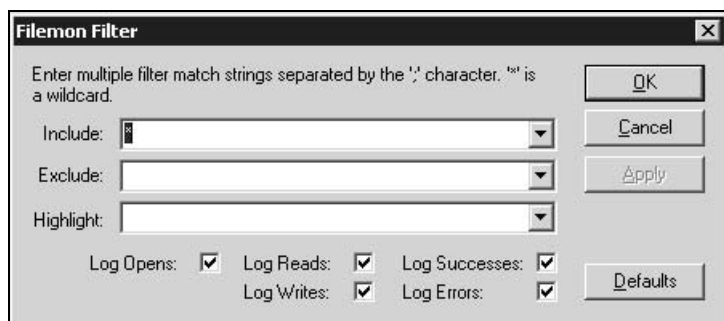 Filemon Filter
Enter multiple filter match strings separated by the ';' character. '*' is
a wildcard.
OK
Include: *
Cancel
Exclude:
Apply
Highlight:
Log Opens: Log Reads: Log Successes:
Log Writes: Log Errors:
Defaults